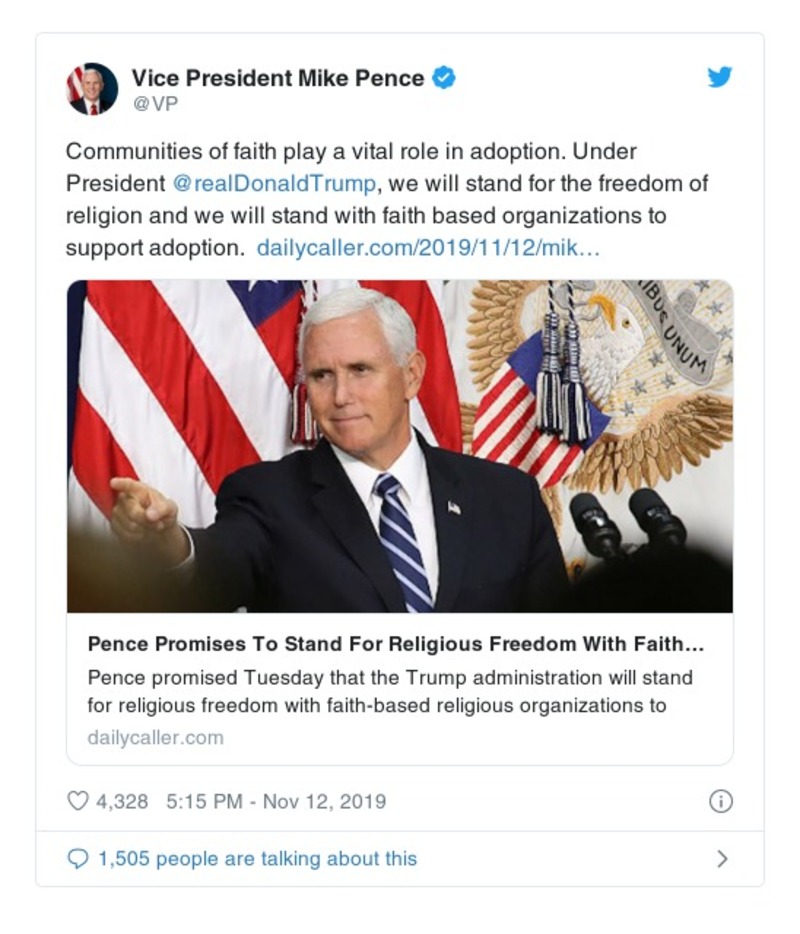 Vice President Mike Pence
@VP
Communities of faith play a vital role in adoption. Under
President @realDonaldTrump, we will stand for the freedom of
religion and we will stand with faith based organizations to
support adoption. dailycaller.com/2019/11/12/mik…
IBUS UNUM
Pence Promises To Stand For Religious Freedom With Faith...
Pence promised Tuesday that the Trump administration will stand
for religious freedom with faith-based religious organizations to
dailycaller.com
4,328 5:15 PM - Nov 12, 2019
1,505 people are talking about this